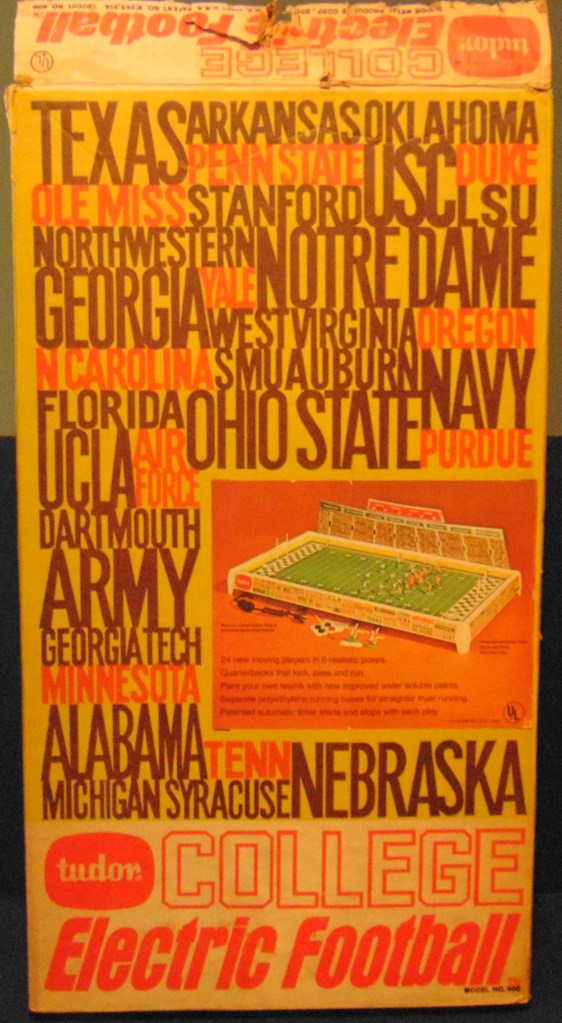 Electric Football
COLLEGE
tudor
TEXAS ARKANSAS OKLAHOMA
PENN STATE USC DUKE
OLE MISS STANFORD LSU
NORTHWESTERN NOTRE DAME
GEORGIA YALE
WEST VIRGINIA OREGON
N CAROLINA SMU AUBURN NAVY
FLORIDA OHIO STATE
UCLA AIR FORCE PURDUE
DARTMOUTH
ARMY
GEORGIA TECH
MINNESOTA
ALABAMA TENN NEBRASKA
MICHIGAN SYRACUSE
24 new moving players in 6 realistic poses.
Quarterbacks that kick, pass and run.
Paint your own teams with new improved water soluble paints.
Separate polyethylene running bases for straighter truer running.
Patented automatic timer starts and stops with each play.
UL
tudor COLLEGE
Electric Football TM
MODEL NO. 600